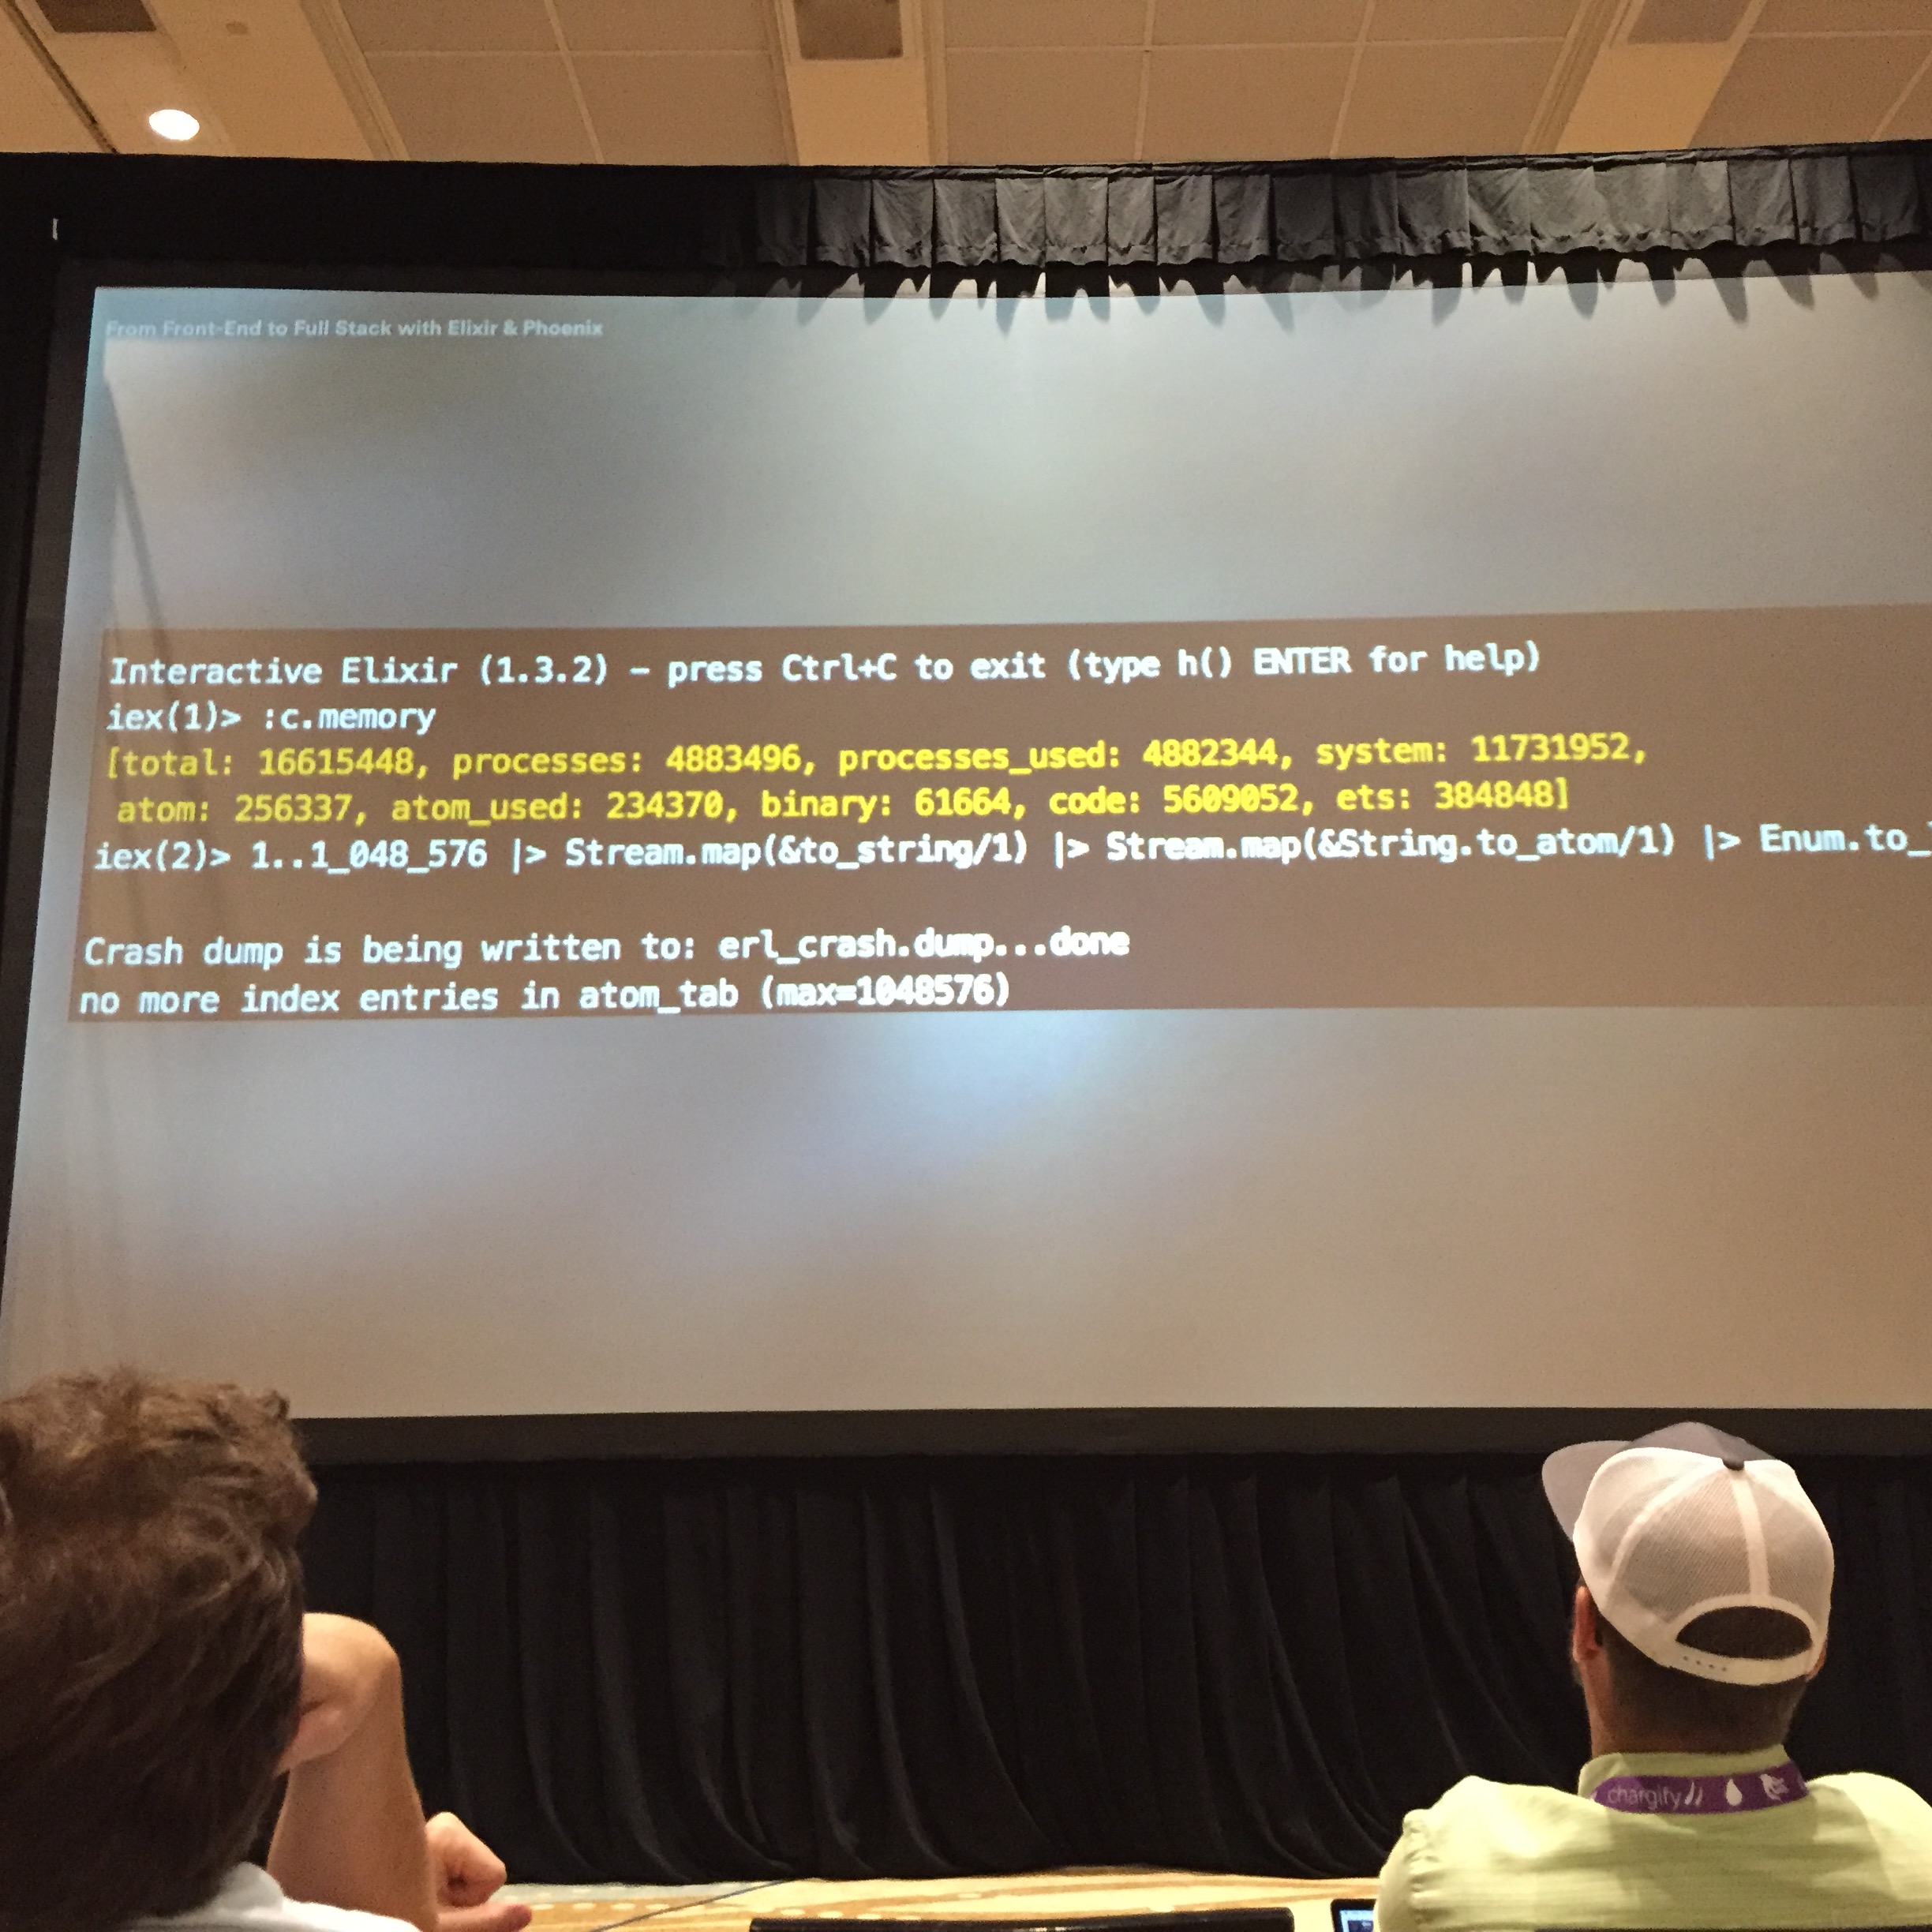 From Front-End to Full Stack with Elixir & Phoenix
Interactive Elixir (1.3.2) – press Ctrl+C to exit (type h() ENTER for help)
iex(1)> :c.memory
[total: 16615448, processes: 4883496, processes_used: 4882344, system: 11731952,
atom: 256337, atom_used: 234370, binary: 61664, code: 5609052, ets: 384848]
iex(2)> 1..1_048_576 |> Stream.map(&to_string/1) |> Stream.map(&String.to_atom/1) |> Enum.to_
Crash dump is being written to: erl_crash.dump...done
no more index entries in atom_tab (max=1048576)
chargify